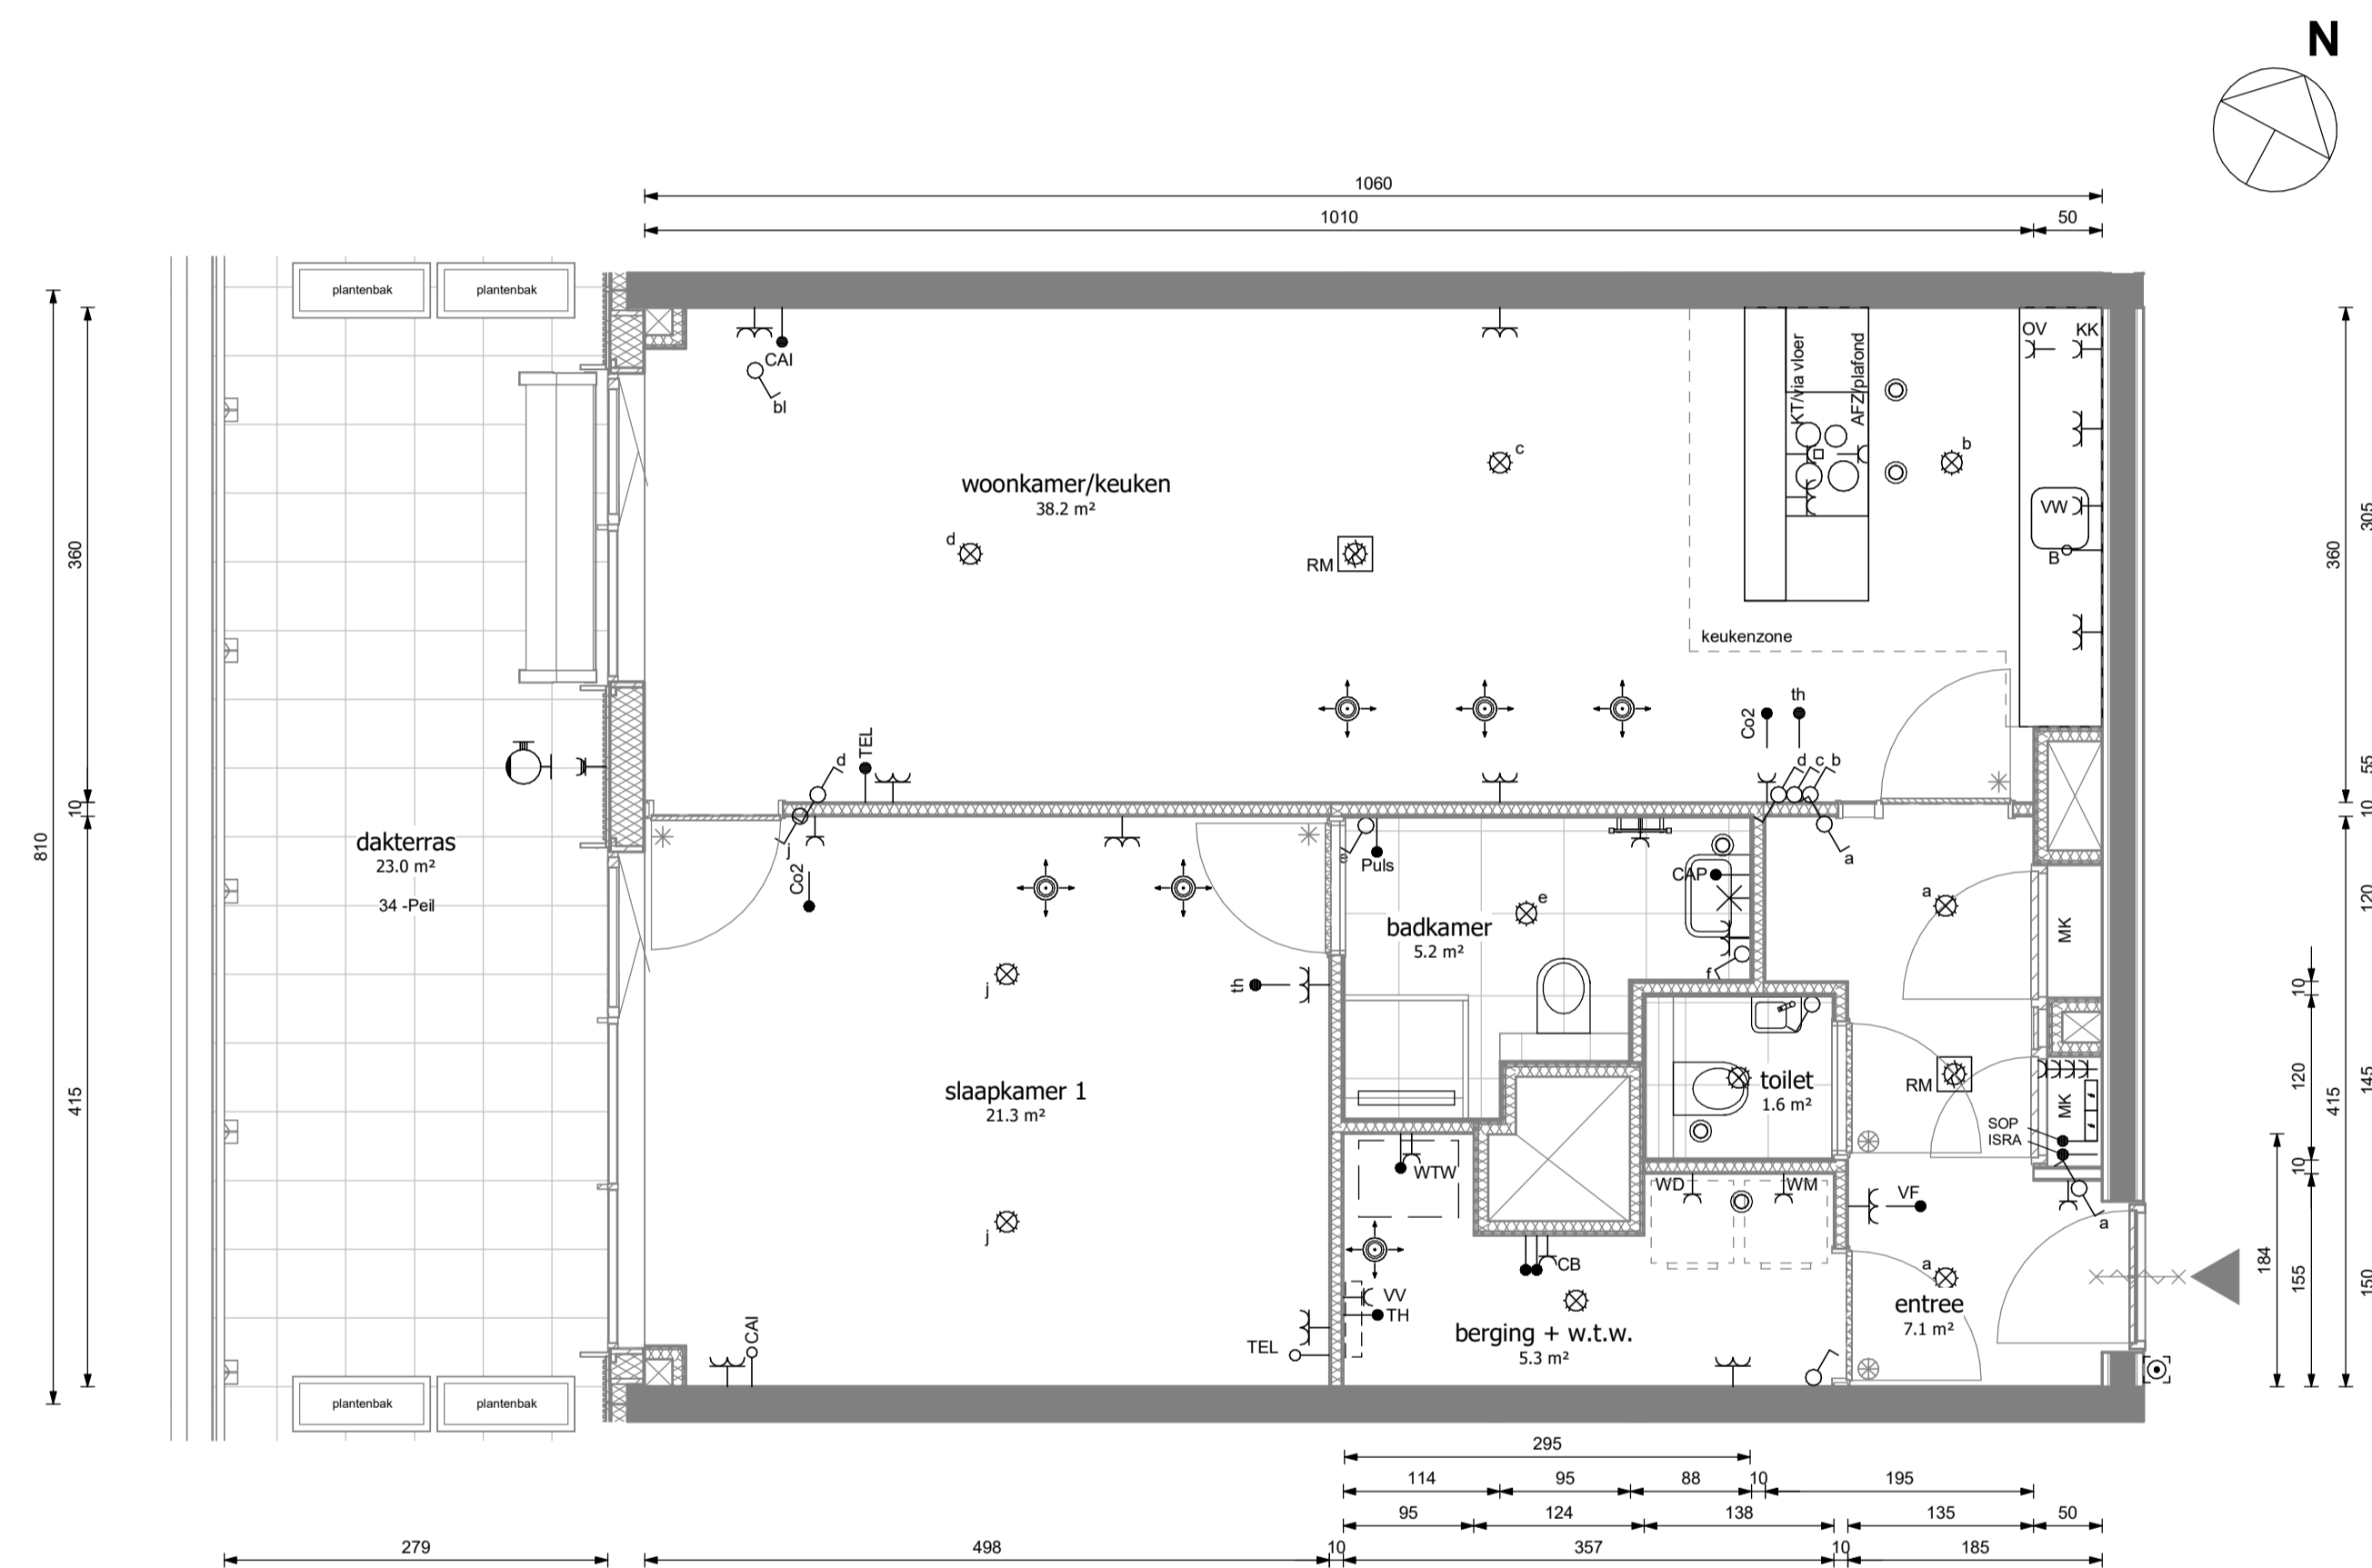 N
1060
1010
50
plantenbak
plantenbak
CAI
bl
KT/via vloer
AFZ/plafond
OV
KK
c
b
woonkamer/keuken
38.2 m²
d
RM
VW
B
keukenzone
360
10
415
810
360
10
415
305
55
10
120
10
145
150
10
120
10
155
184
th
Co2
TEL
d
d
c
b
j
Co2
e
Puls
a
dakterras
23.0 m²
34 -Peil
CAP
e
badkamer
5.2 m²
f
a
MK
j
th
slaapkamer 1
21.3 m²
toilet
1.6 m²
RM
MK
SOP
ISRA
WTW
WD
WM
VF
a
j
CB
a
VV
TH
entree
7.1 m²
berging + w.t.w.
5.3 m²
CAI
TEL
plantenbak
plantenbak
295
114
95
88
10
195
95
124
138
135
50
279
498
10
357
10
185